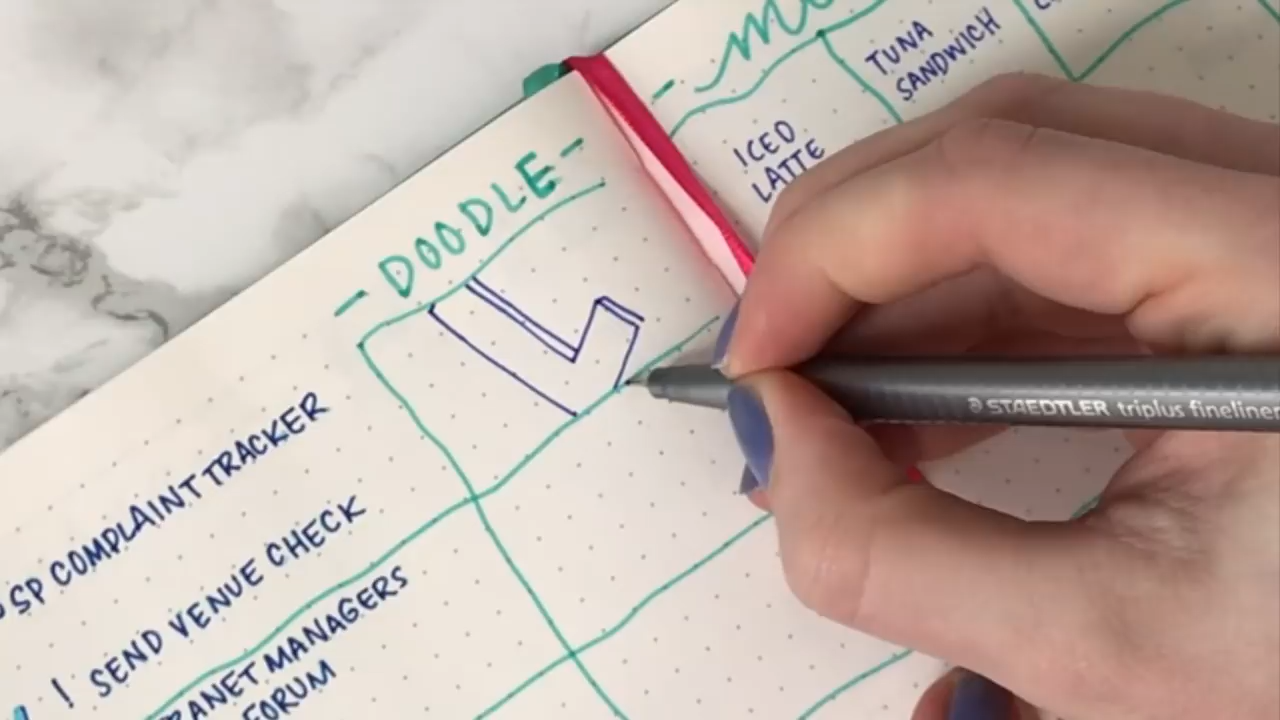 TUNA
SANDWICH
ICED
LATTE
-DOODLE-
SP COMPLAINT TRACKER
! SEND VENUE CHECK
MANAGERS
FORUM
STAEDTLER triplus fineliner